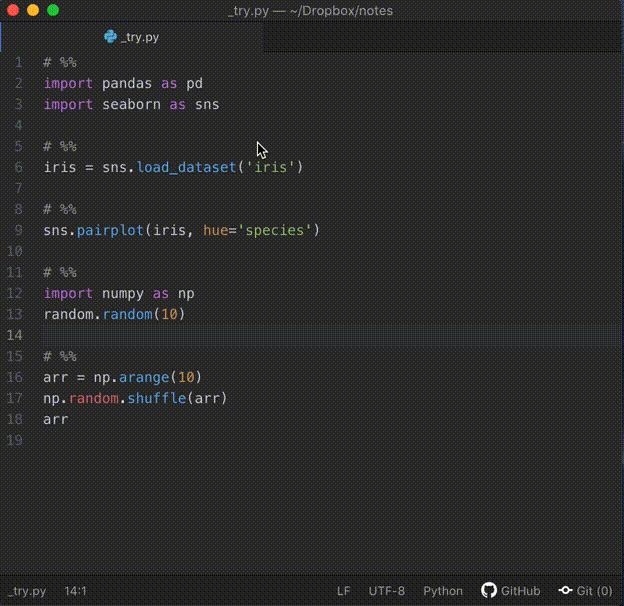 _try.py — ~/Dropbox/notes
_try.py
1 # %%
2 import pandas as pd
3 import seaborn as sns
4
5 # %%
6 iris = sns.load_dataset('iris')
7
8 # %%
9 sns.pairplot(iris, hue='species')
10
11 # %%
12 import numpy as np
13 random.random(10)
14
15 # %%
16 arr = np.arange(10)
17 np.random.shuffle(arr)
18 arr
19
_try.py 14:1 LF UTF-8 Python GitHub Git (0)